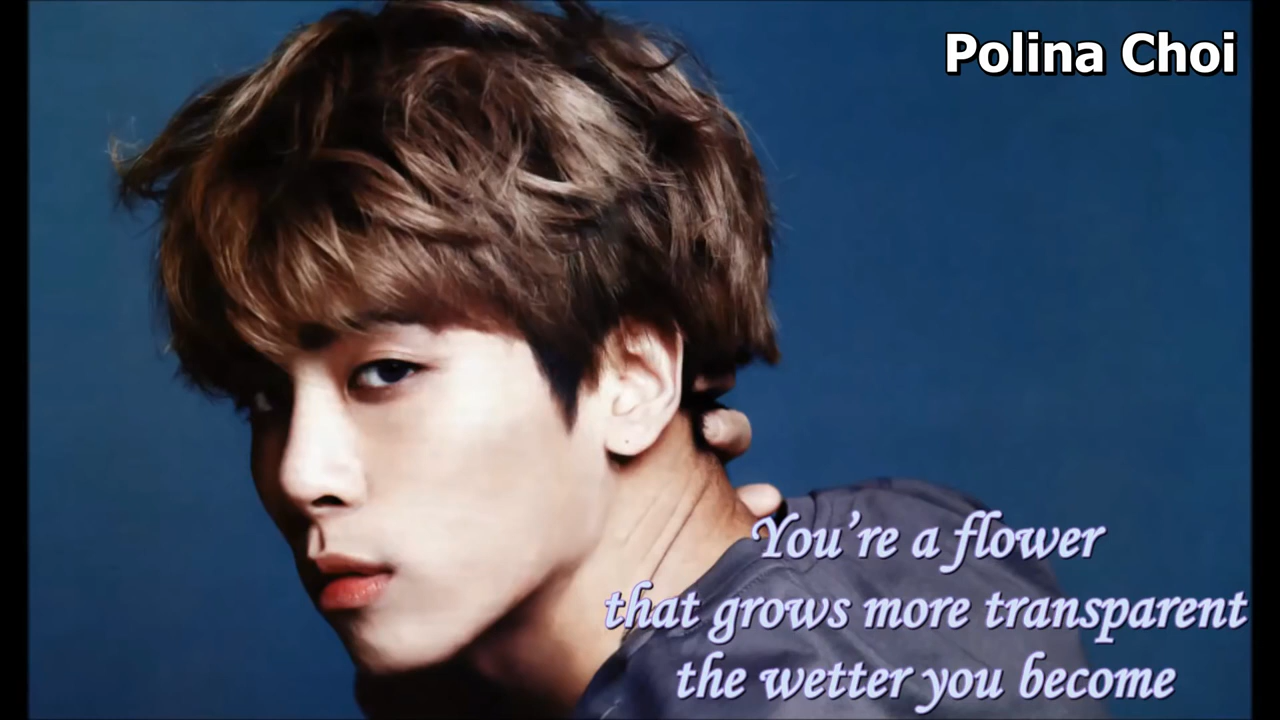 Polina Choi
You’re a flower
that grows more transparent
the wetter you become